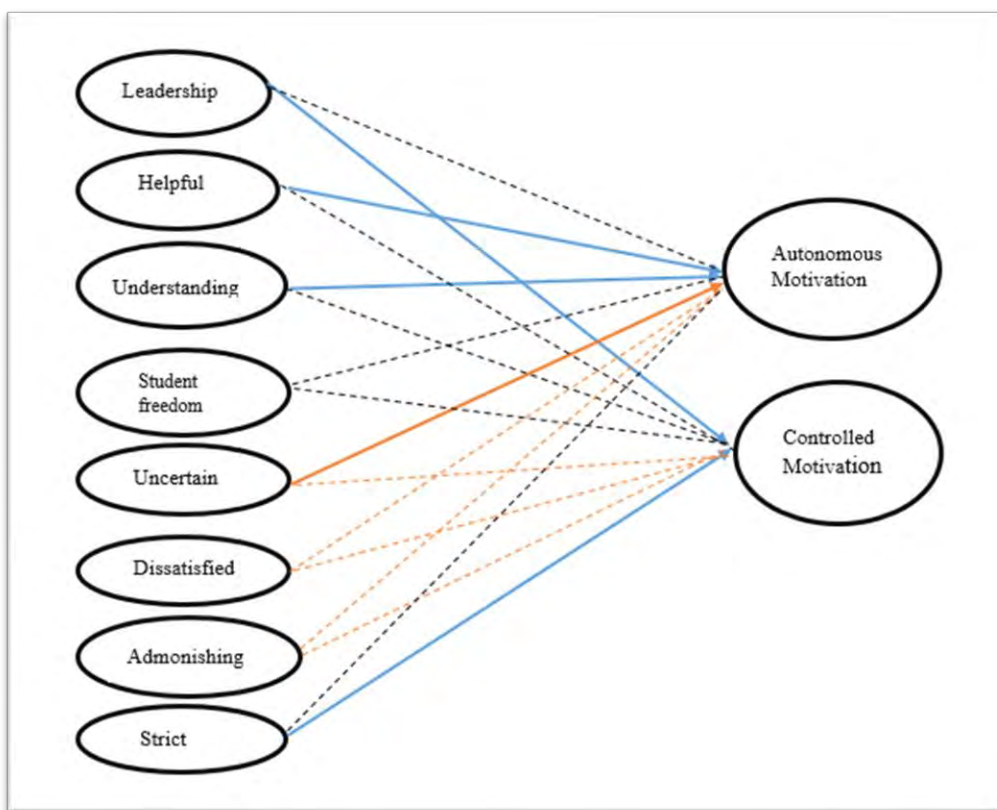 Leadership
Helpful
Understanding
Student
freedom
Uncertain
Dissatisfied
Admonishing
Strict
Autonomous
Motivation
Controlled
Motivation